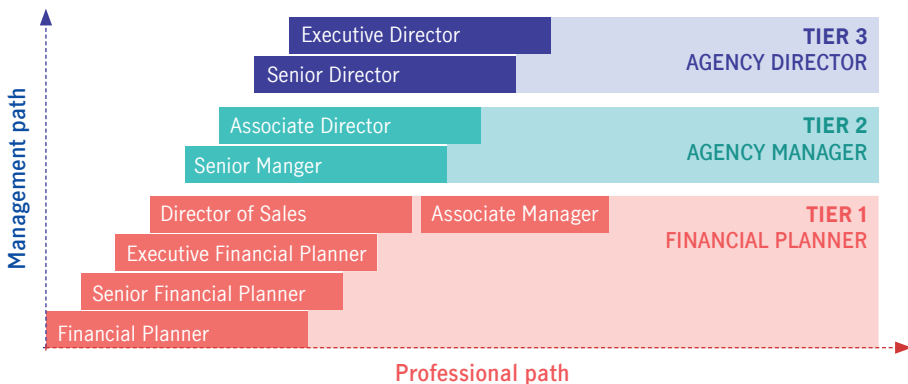 Management path
Executive Director
TIER 3
Senior Director
AGENCY DIRECTOR
Associate Director
TIER 2
Senior Manger
AGENCY MANAGER
Director of Sales
Associate Manager
TIER 1
Executive Financial Planner
FINANCIAL PLANNER
Senior Financial Planner
Financial Planner
Professional path